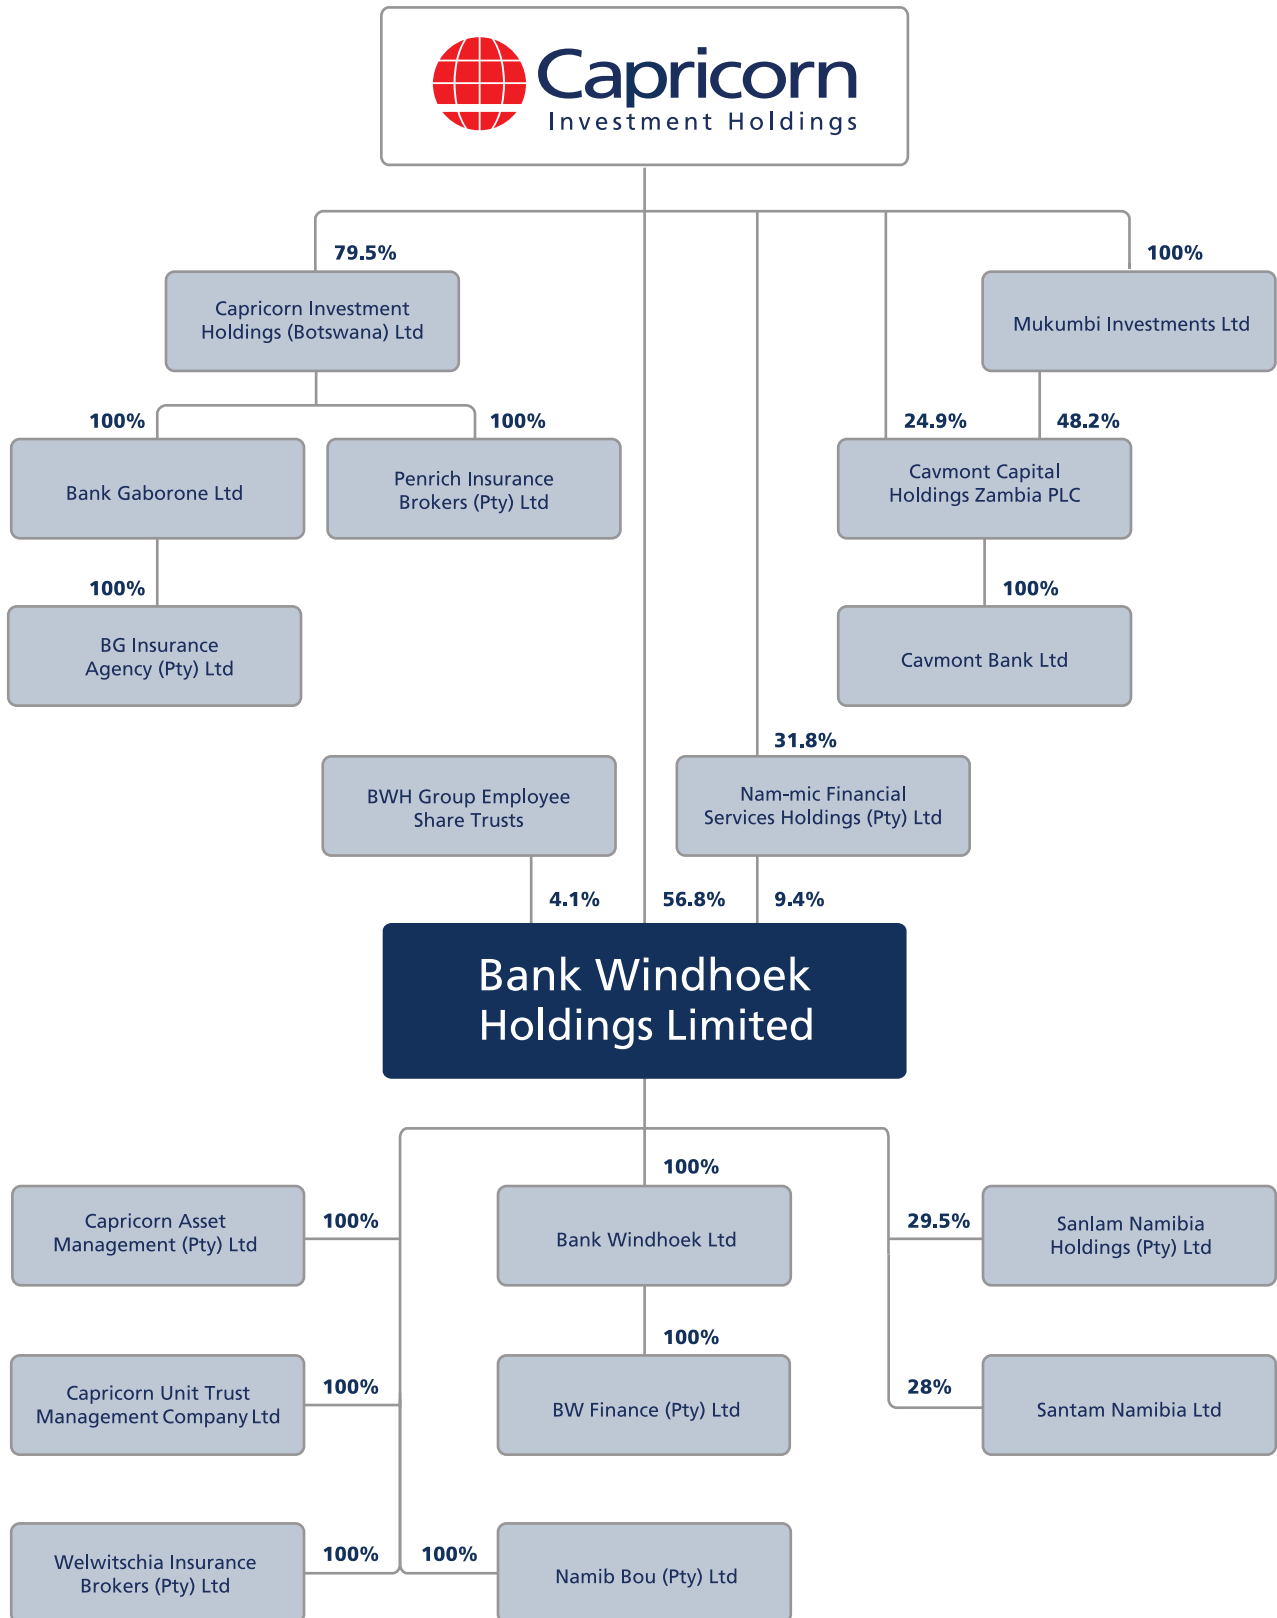 Capricorn
Investment Holdings
79.5%
100%
Capricorn Investment
Holdings (Botswana) Ltd
Mukumbi Investments Ltd
100%
100%
24.9%
48.2%
Bank Gaborone Ltd
Penrich Insurance
Brokers (Pty) Ltd
Cavmont Capital
Holdings Zambia PLC
100%
100%
BG Insurance
Agency (Pty) Ltd
Cavmont Bank Ltd
31.8%
BWH Group Employee
Share Trusts
Nam-mic Financial
Services Holdings (Pty) Ltd
4.1%
56.8%
9.4%
Bank Windhoek
Holdings Limited
100%
Capricorn Asset
Management (Pty) Ltd
100%
Bank Windhoek Ltd
29.5%
Sanlam Namibia
Holdings (Pty) Ltd
100%
Capricorn Unit Trust
Management Company Ltd
100%
BW Finance (Pty) Ltd
28%
Santam Namibia Ltd
Welwitschia Insurance
Brokers (Pty) Ltd
100%
100%
Namib Bou (Pty) Ltd